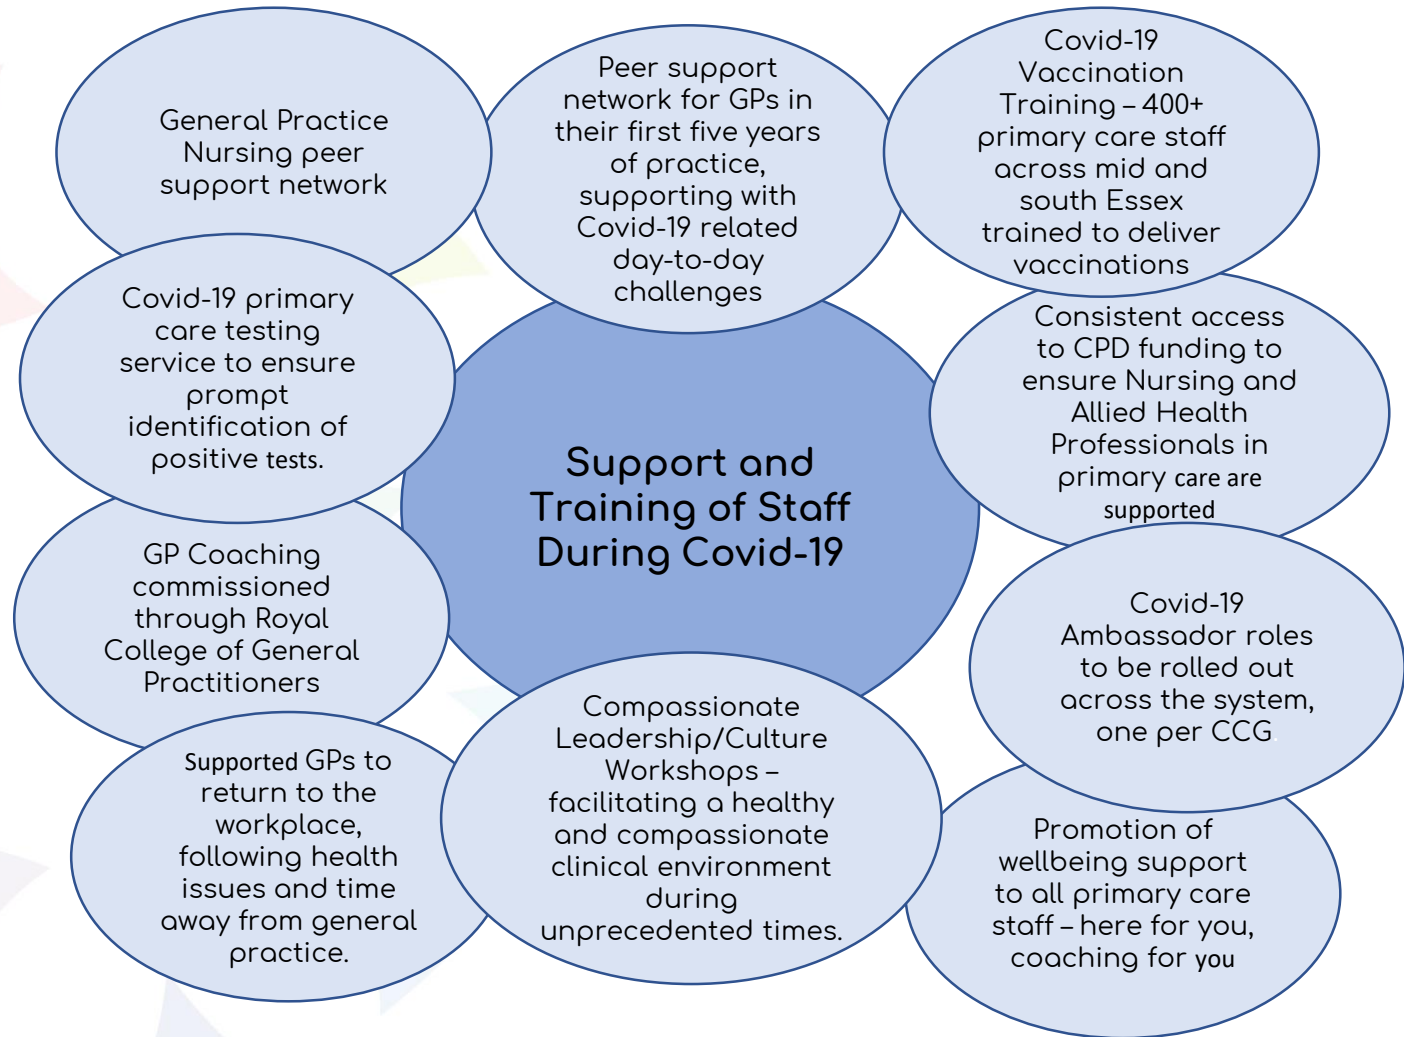 General Practice
Nursing peer
support network
Peer support
network for GPs in
their first five years
of practice,
supporting with
Covid-19 related
day-to-day
challenges
Covid-19
Vaccination
Training – 400+
primary care staff
across mid and
south Essex
trained to deliver
vaccinations
Covid-19 primary
care testing
service to ensure
prompt
identification of
positive tests.
Consistent access
to CPD funding to
ensure Nursing and
Allied Health
Professionals in
primary care are
supported
Support and
Training of Staff
During Covid-19
GP Coaching
commissioned
through Royal
College of General
Practitioners
Covid-19
Ambassador roles
to be rolled out
across the system,
one per CCG.
Supported GPs to
return to the
workplace,
following health
issues and time
away from general
practice.
Compassionate
Leadership/Culture
Workshops –
facilitating a healthy
and compassionate
clinical environment
during
unprecedented times.
Promotion of
wellbeing support
to all primary care
staff – here for you,
coaching for you